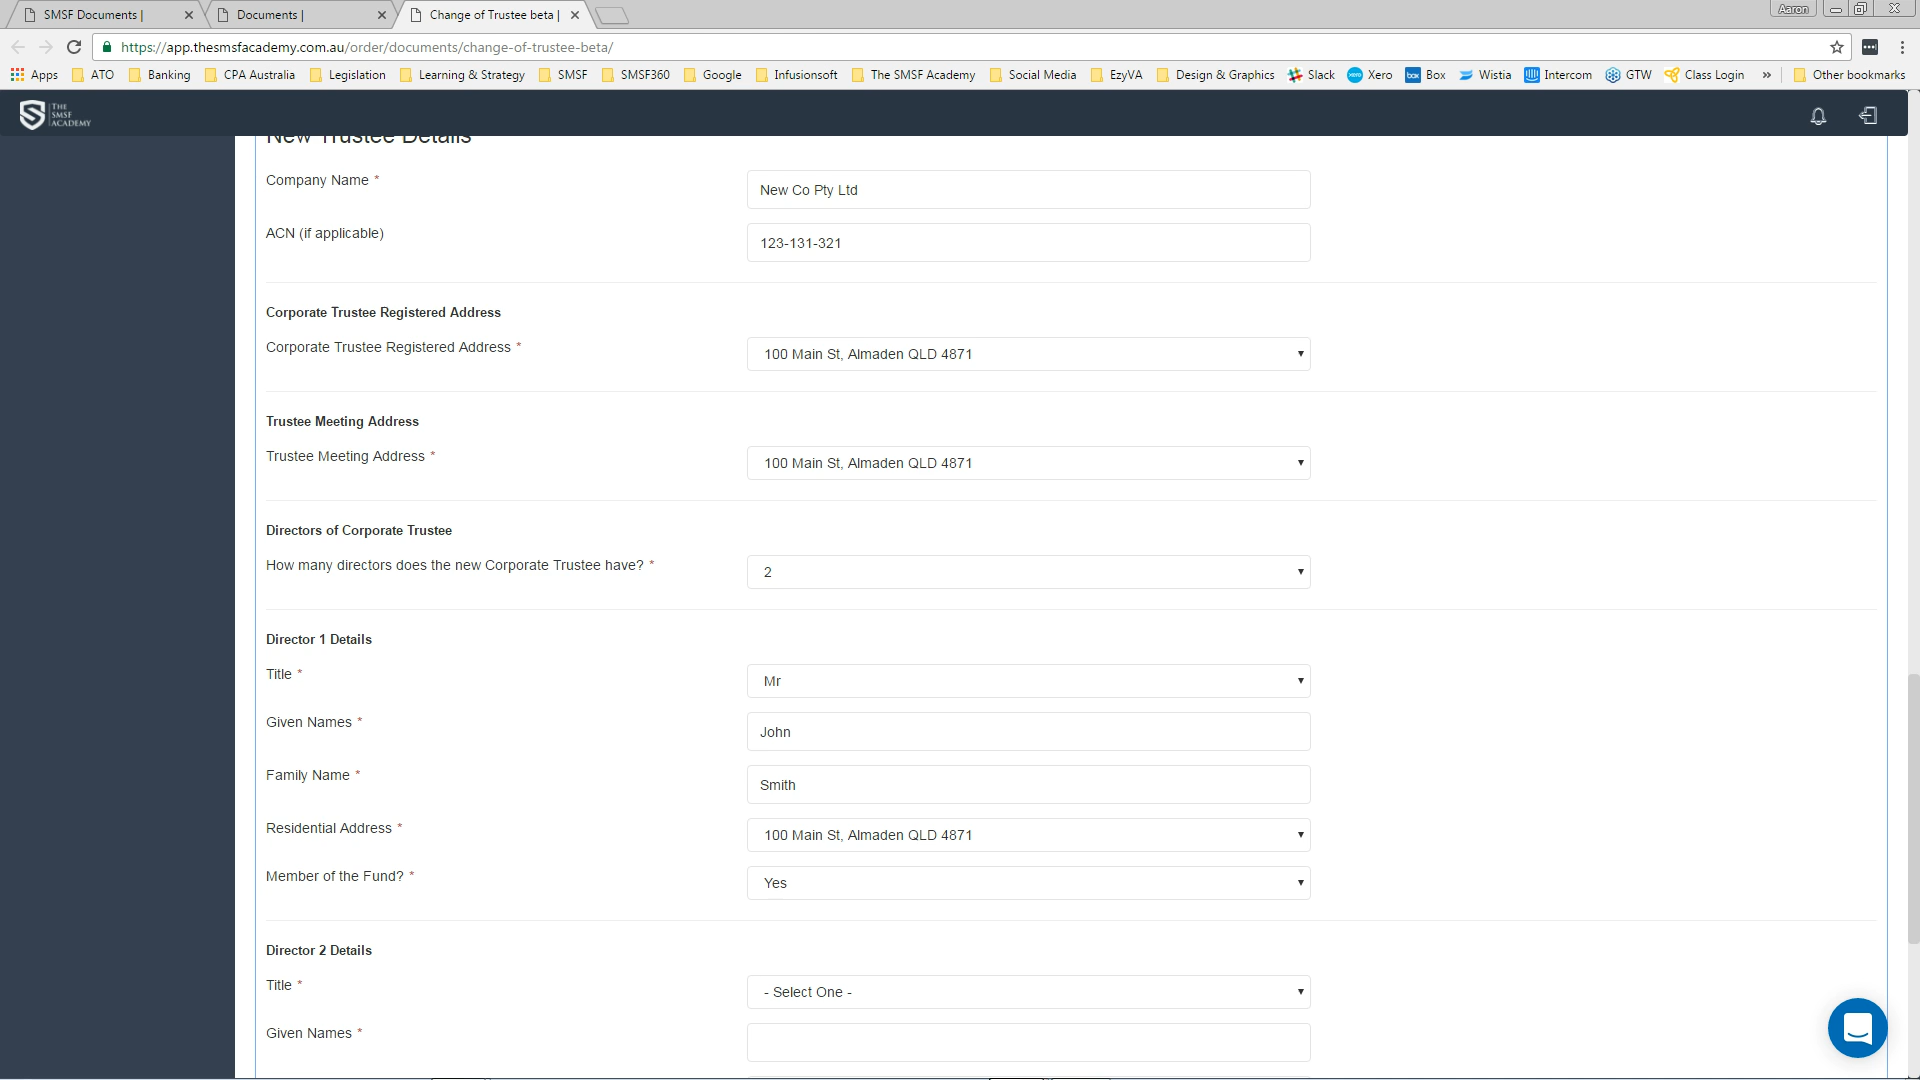 SMSF Documents |
Documents |
Change of Trustee beta |
Aaron
https://app.thesmsfacademy.com.au/order/documents/change-of-trustee-beta/
Apps ATO Banking CPA Australia Legislation Learning & Strategy SMSF SMSF360 Google Infusionsoft The SMSF Academy Social Media EzyVA Design & Graphics Slack Xero Box Wistia Intercom GTW Class Login » Other bookmarks
THE
SMSF
ACADEMY
New Trustee Details
Company Name *
New Co Pty Ltd
ACN (if applicable)
123-131-321
Corporate Trustee Registered Address
Corporate Trustee Registered Address *
100 Main St, Almaden QLD 4871
Trustee Meeting Address
Trustee Meeting Address *
100 Main St, Almaden QLD 4871
Directors of Corporate Trustee
How many directors does the new Corporate Trustee have? *
2
Director 1 Details
Title *
Mr
Given Names *
John
Family Name *
Smith
Residential Address *
100 Main St, Almaden QLD 4871
Member of the Fund? *
Yes
Director 2 Details
Title *
- Select One -
Given Names *